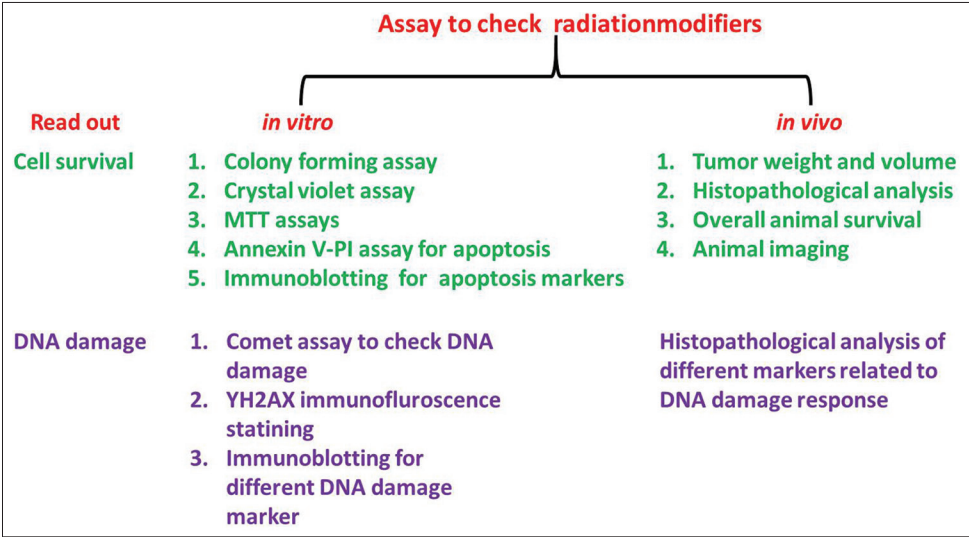 Assay to check radiationmodifiers
Read out
in vitro
in vivo
Cell survival
1. Colony forming assay
2. Crystal violet assay
3. MTT assays
4. Annexin V-PI assay for apoptosis
5. Immunoblotting for apoptosis markers
1. Tumor weight and volume
2. Histopathological analysis
3. Overall animal survival
4. Animal imaging
DNA damage
1. Comet assay to check DNA
damage
2. YH2AX immunofluroscence
statining
3. Immunoblotting for
different DNA damage
marker
Histopathological analysis of
different markers related to
DNA damage response